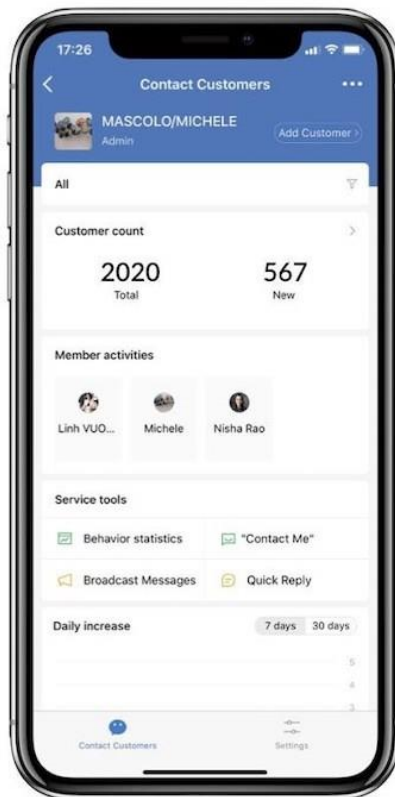 17:26
Contact Customers
MASCOLO/MICHELE
Admin
Add Customer
All
Customer count
2020
567
Total
New
Member activities
Linh VUO...
Michele
Nisha Rao
Service tools
Behavior statistics
"Contact Me"
Broadcast Messages
Quick Reply
Daily increase
7 days
30 days
5
4
3
Contact Customers
Settings